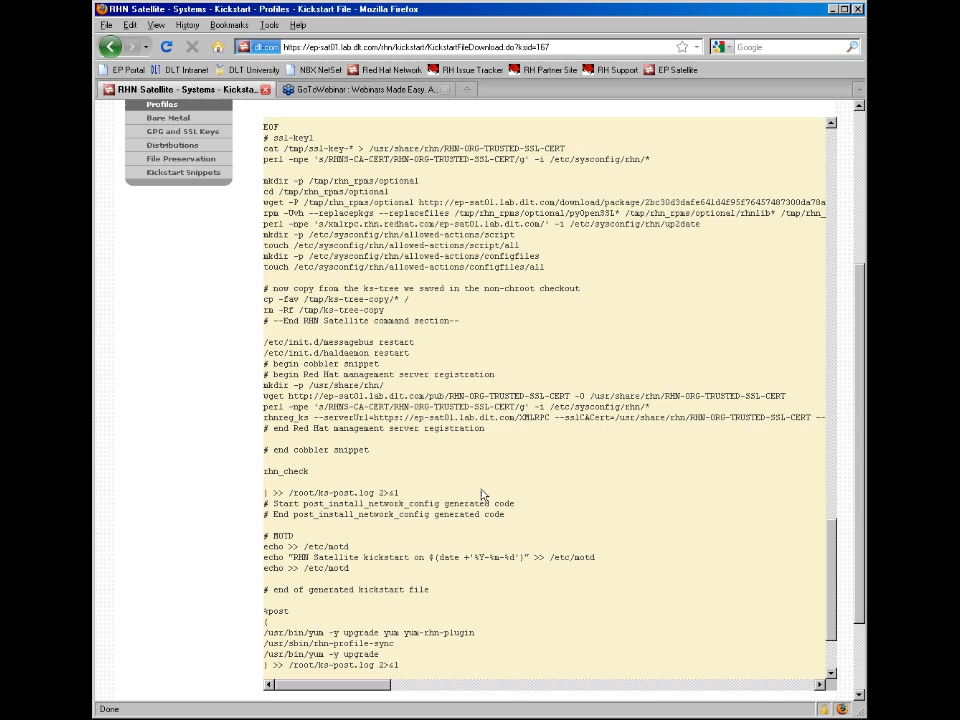 RHN Satellite - Systems - Kickstart - Profiles - Kickstart File - Mozilla Firefox
File Edit View History Bookmarks Tools Help
dlt.com https://ep-sat01.lab.dlt.com/rhn/kickstart/KickstartFileDownload.do?ksid=167
Google
EP Portal DLT Intranet DLT University NBX NetSet Red Hat Network RH Issue Tracker RH Partner Site RH Support EP Satellite
RHN Satellite - Systems - Kicksta... GoToWebinar : Webinars Made Easy. A...
Profiles
Bare Metal
GPG and SSL Keys
Distributions
File Preservation
Kickstart Snippets
EOF
# ssl-key1
cat /tmp/ssl-key-* > /usr/share/rhn/RHN-ORG-TRUSTED-SSL-CERT
perl -npe 's/RHNS-CA-CERT/RHN-ORG-TRUSTED-SSL-CERT/g' -i /etc/sysconfig/rhn/*
mkdir -p /tmp/rhn_rpms/optional
cd /tmp/rhn_rpms/optional
wget -P /tmp/rhn_rpms/optional http://ep-sat01.lab.dlt.com/download/package/2bc30d3dafe641d4f95f76457487300da78a
rpm -Uvh --replacepkgs --replacefiles /tmp/rhn_rpms/optional/pyOpenSSL* /tmp/rhn_rpms/optional/rhnlib* /tmp/rhn_
perl -npe 's/xmlrpc.rhn.redhat.com/ep-sat01.lab.dlt.com/' -i /etc/sysconfig/rhn/up2date
mkdir -p /etc/sysconfig/rhn/allowed-actions/script
touch /etc/sysconfig/rhn/allowed-actions/script/all
mkdir -p /etc/sysconfig/rhn/allowed-actions/configfiles
touch /etc/sysconfig/rhn/allowed-actions/configfiles/all
# now copy from the ks-tree we saved in the non-chroot checkout
cp -fav /tmp/ks-tree-copy/* /
rm -Rf /tmp/ks-tree-copy
# --End RHN Satellite command section--
/etc/init.d/messagebus restart
/etc/init.d/haldaemon restart
# begin cobbler snippet
# begin Red Hat management server registration
mkdir -p /usr/share/rhn/
wget http://ep-sat01.lab.dlt.com/pub/RHN-ORG-TRUSTED-SSL-CERT -O /usr/share/rhn/RHN-ORG-TRUSTED-SSL-CERT
perl -npe 's/RHNS-CA-CERT/RHN-ORG-TRUSTED-SSL-CERT/g' -i /etc/sysconfig/rhn/*
rhnreg_ks --serverUrl=https://ep-sat01.lab.dlt.com/XMLRPC --sslCACert=/usr/share/rhn/RHN-ORG-TRUSTED-SSL-CERT --
# end Red Hat management server registration
# end cobbler snippet
rhn_check
) >> /root/ks-post.log 2>&1
# Start post_install_network_config generated code
# End post_install_network_config generated code
# MOTD
echo >> /etc/motd
echo "RHN Satellite kickstart on $(date +'%Y-%m-%d')" >> /etc/motd
echo >> /etc/motd
# end of generated kickstart file
%post
(
/usr/bin/yum -y upgrade yum yum-rhn-plugin
/usr/sbin/rhn-profile-sync
/usr/bin/yum -y upgrade
) >> /root/ks-post.log 2>&1
Done